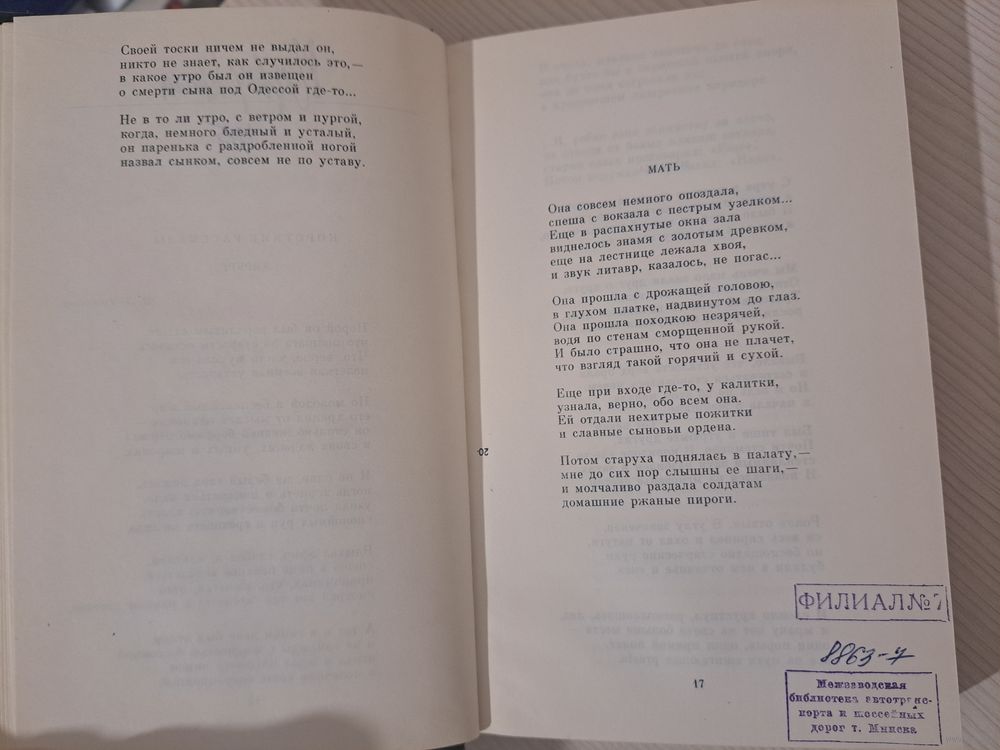 Своей тоски ничем не выдал он,
никто не знает, как случилось это,—
в какое утро был он извещен
о смерти сына под Одессой где-то...
Не в то ли утро, с ветром и пургой,
когда, немного бледный и усталый,
он паренька с раздробленной ногой
назвал сынком, совсем не по уставу.
МАТЬ
Она совсем немного опоздала,
спеша с вокзала с пестрым узелком...
Еще в распахнутые окна зала
виднелось знамя с золотым древком,
еще на лестнице лежала хвоя,
и звук литавр, казалось, не погас...
Она прошла с дрожащей головою,
в глухом платке, надвинутом до глаз.
Она прошла походкою незрячей,
водя по стенам сморщенной рукой.
И было страшно, что она не плачет,
что взгляд такой горячий и сухой.
Еще при входе где-то, у калитки,
узнала, верно, обо всем она.
Ей отдали нехитрые пожитки
и славные сыновьи ордена.
Потом старуха поднялась в палату,—
мне до сих пор слышны ее шаги,—
и молчаливо раздала солдатам
домашние ржаные пироги.
17
ФИЛИАЛ№7
8863-7
Межзаводская
библиотека автотранс-
порта и шоссейных
дорог г. Минска